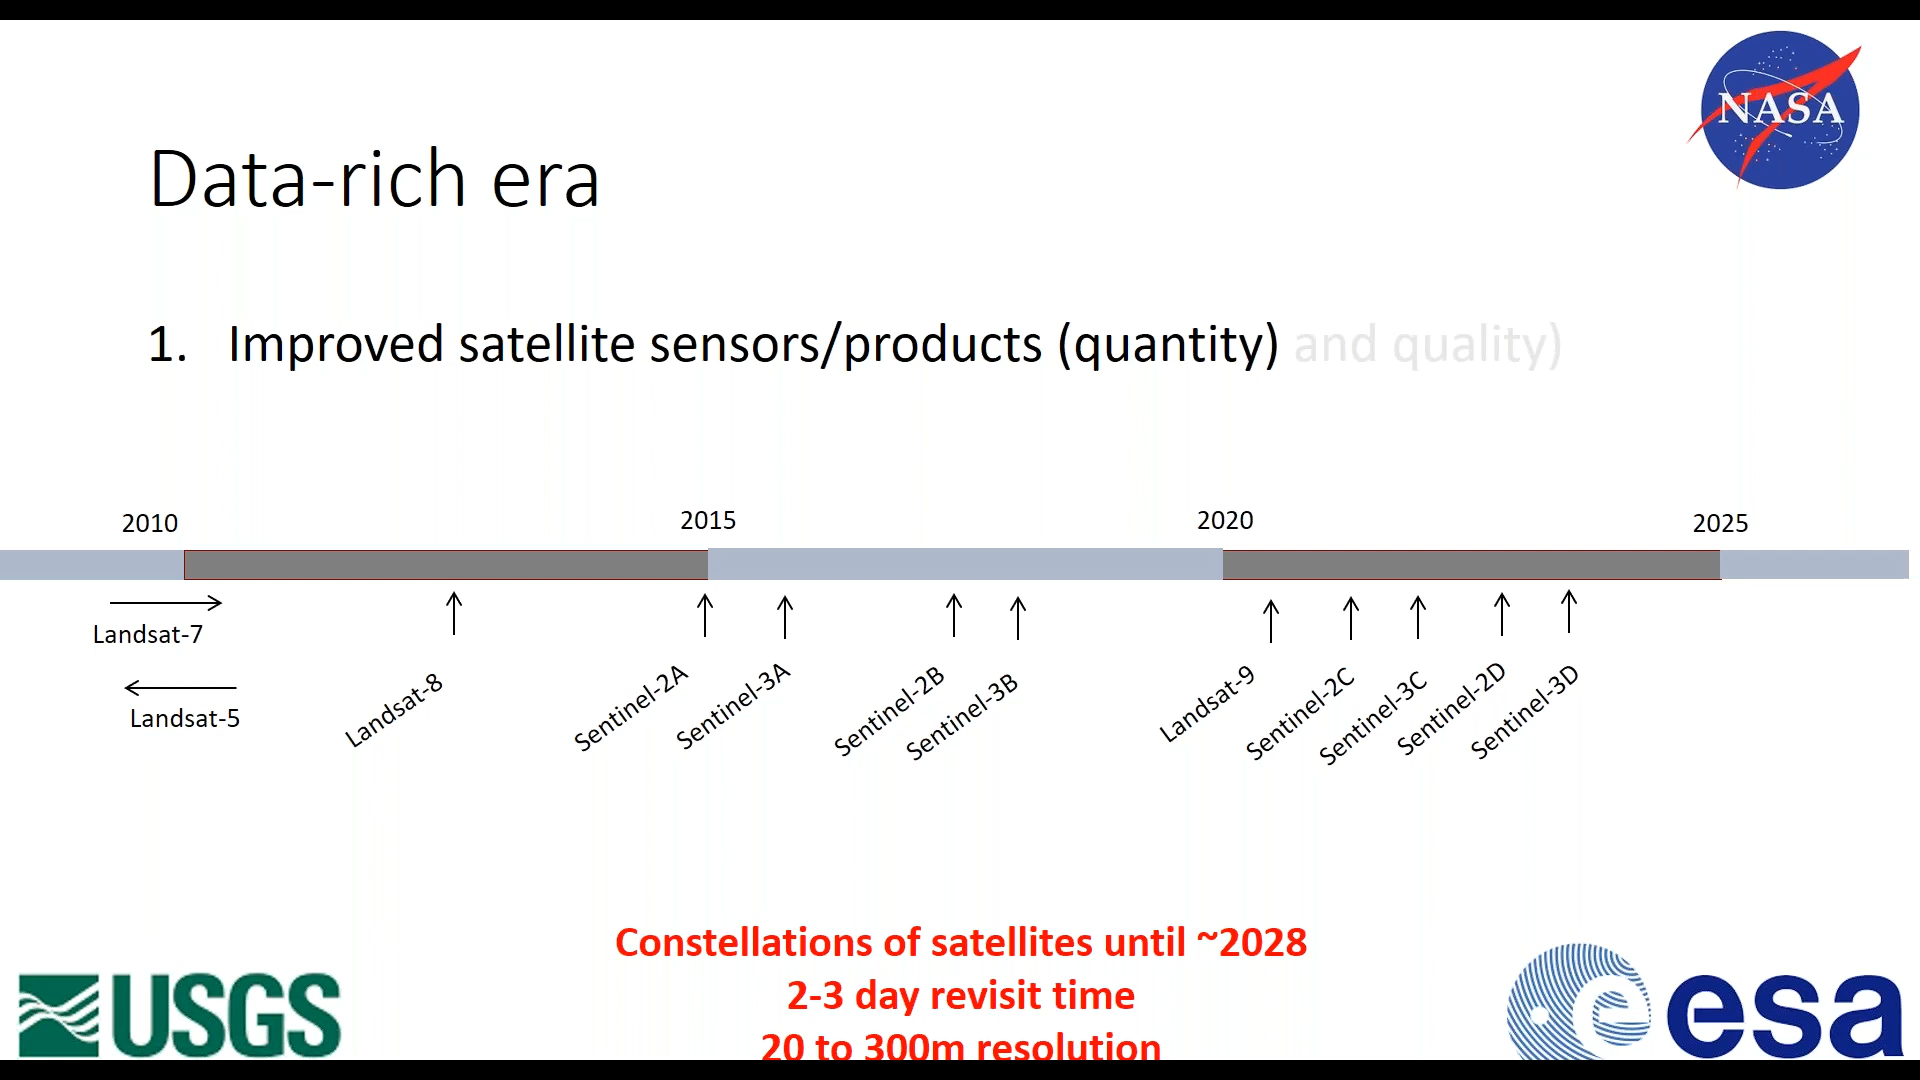 NASA
Data-rich era
1. Improved satellite sensors/products (quantity) and quality)
2010
2015
2020
2025
Landsat-7
Landsat-5
Landsat-8
Sentinel-2A
Sentinel-3A
Sentinel-2B
Sentinel-3B
Landsat-9
Sentinel-2C
Sentinel-3C
Sentinel-2D
Sentinel-3D
Constellations of satellites until ~2028
2-3 day revisit time
20 to 300m resolution
USGS
esa